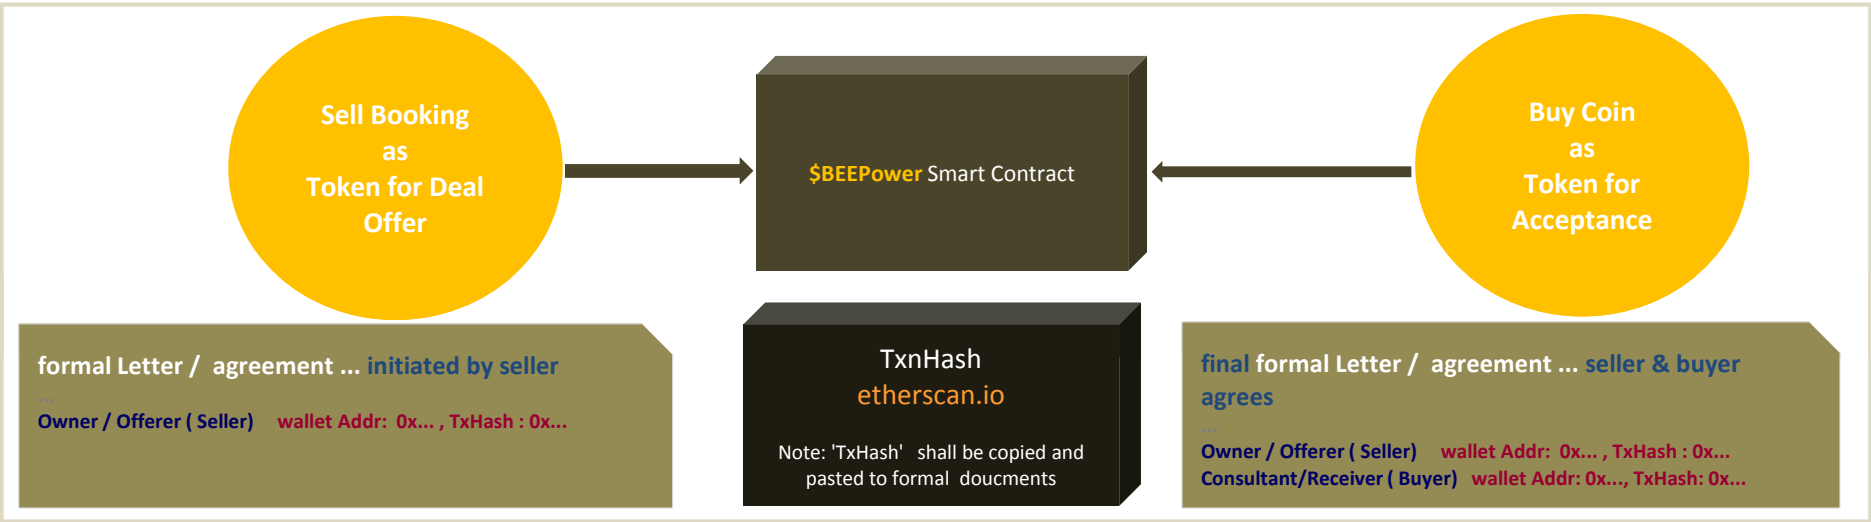 Sell Booking
as
Token for Deal
Offer
$BEEPower Smart Contract
Buy Coin
as
Token for
Acceptance
formal Letter / agreement ... initiated by seller
...
Owner / Offerer ( Seller) wallet Addr: 0x... , TxHash : 0x...
TxnHash
etherscan.io
Note: 'TxHash' shall be copied and
pasted to formal doucments
final formal Letter / agreement ... seller & buyer
agrees
...
Owner / Offerer ( Seller) wallet Addr: 0x... , TxHash : 0x...
Consultant/Receiver ( Buyer) wallet Addr: 0x..., TxHash: 0x...